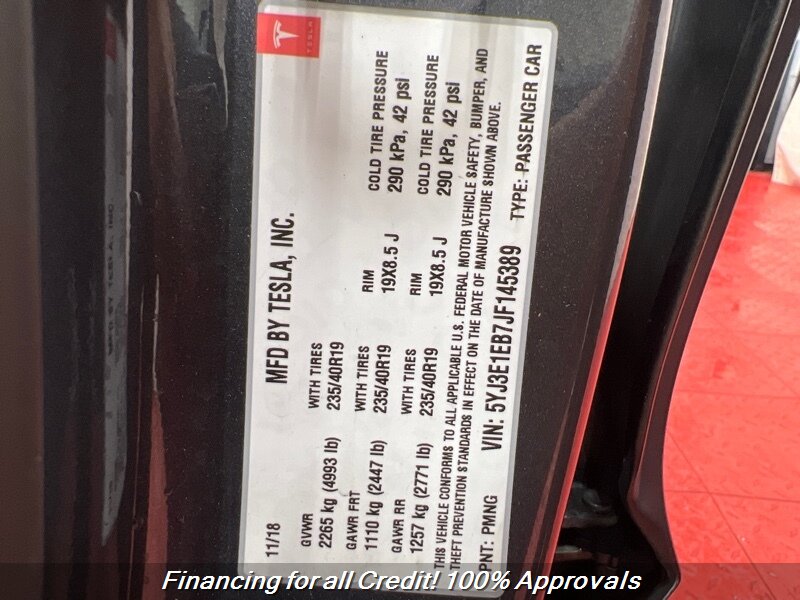 TESLA
11/18 MFD BY TESLA, INC.
GVWR WITH TIRES RIM COLD TIRE PRESSURE
2265 kg (4993 lb) 235/40R19 19X8.5 J 290 kPa, 42 psi
GAWR FRT WITH TIRES RIM COLD TIRE PRESSURE
1110 kg (2447 lb) 235/40R19 19X8.5 J 290 kPa, 42 psi
GAWR RR WITH TIRES
1257 kg (2771 lb) 235/40R19
THIS VEHICLE CONFORMS TO ALL APPLICABLE U.S. FEDERAL MOTOR VEHICLE SAFETY, BUMPER, AND
THEFT PREVENTION STANDARDS IN EFFECT ON THE DATE OF MANUFACTURE SHOWN ABOVE.
PNT: PMNG VIN: 5YJ3E1EB7JF145389 TYPE: PASSENGER CAR
Financing for all Credit! 100% Approvals